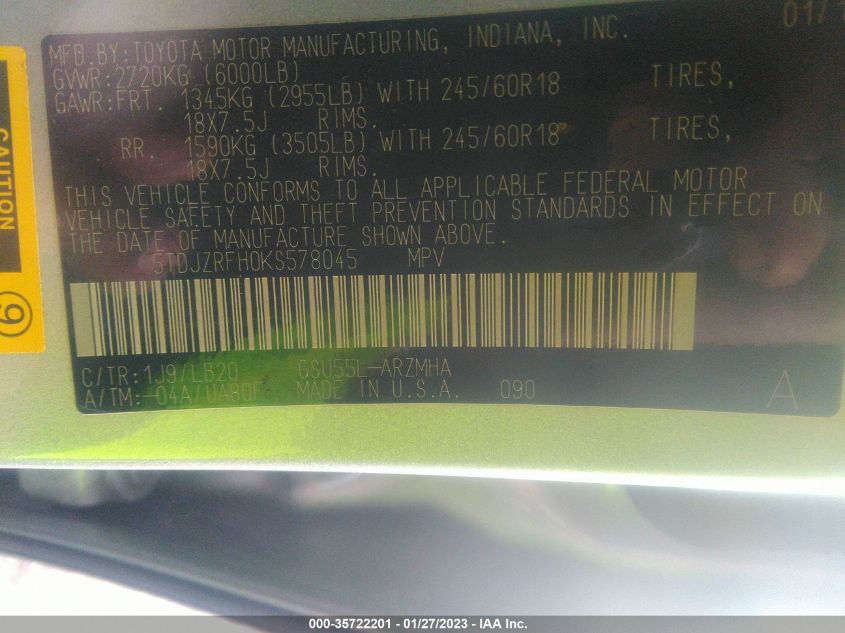 01/1
MFD.BY:TOYOTA MOTOR MANUFACTURING, INDIANA, INC.
GVWR:2720KG (6000LB)
GAWR:FRT. 1345KG (2955LB) WITH 245/60R18 TIRES,
18X7.5J RIMS.
RR. 1590KG (3505LB) WITH 245/60R18 TIRES,
18X7.5J RIMS.
THIS VEHICLE CONFORMS TO ALL APPLICABLE FEDERAL MOTOR
VEHICLE SAFETY AND THEFT PREVENTION STANDARDS IN EFFECT ON
THE DATE OF MANUFACTURE SHOWN ABOVE.
5TDJZRFH0KS578045 MPV
C/TR:1J9/LB20 GSU55L-ARZMHA
A/TM:-04A/UA80F MADE IN U.S.A. 090
A
CAUTION
9
000-35722201 - 01/27/2023 - IAA Inc.